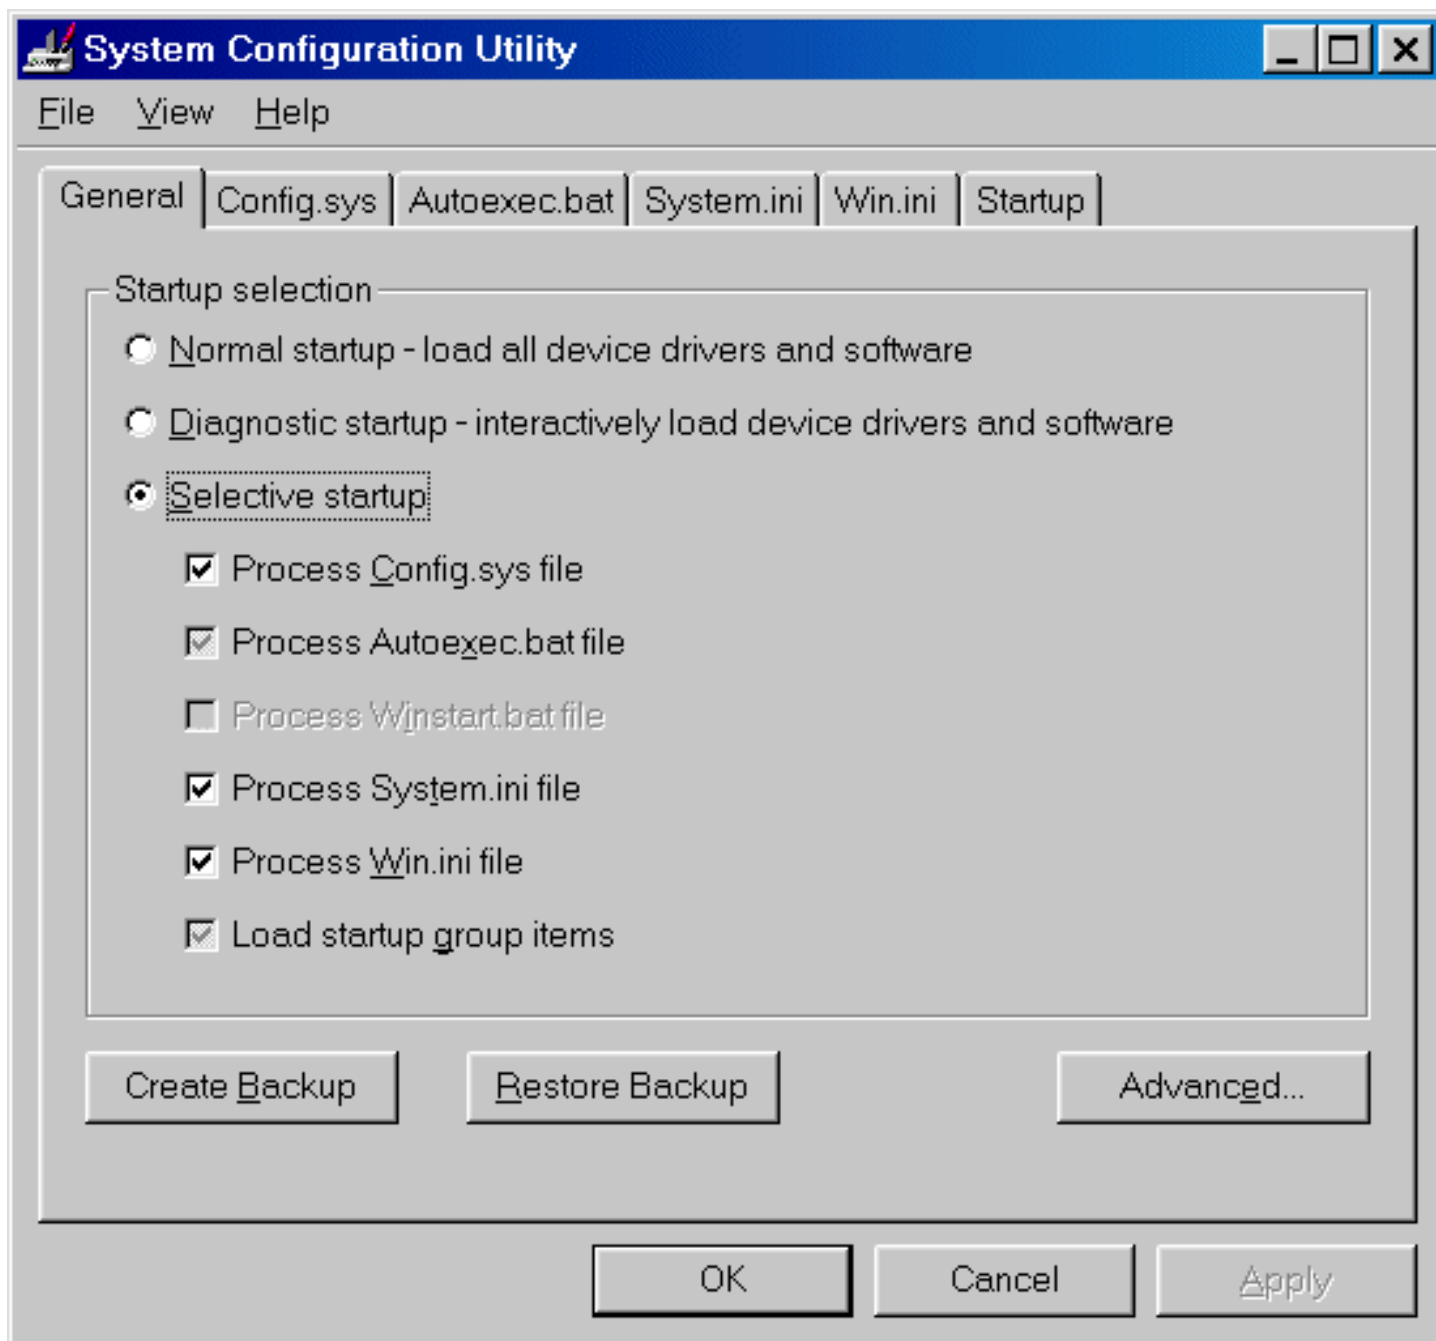 System Configuration Utility
File View Help
General Config.sys Autoexec.bat System.ini Win.ini Startup
Startup selection
Normal startup - load all device drivers and software
Diagnostic startup - interactively load device drivers and software
Selective startup
Process Config.sys file
Process Autoexec.bat file
Process Winstart.bat file
Process System.ini file
Process Win.ini file
Load startup group items
Create Backup Restore Backup Advanced...
OK Cancel Apply